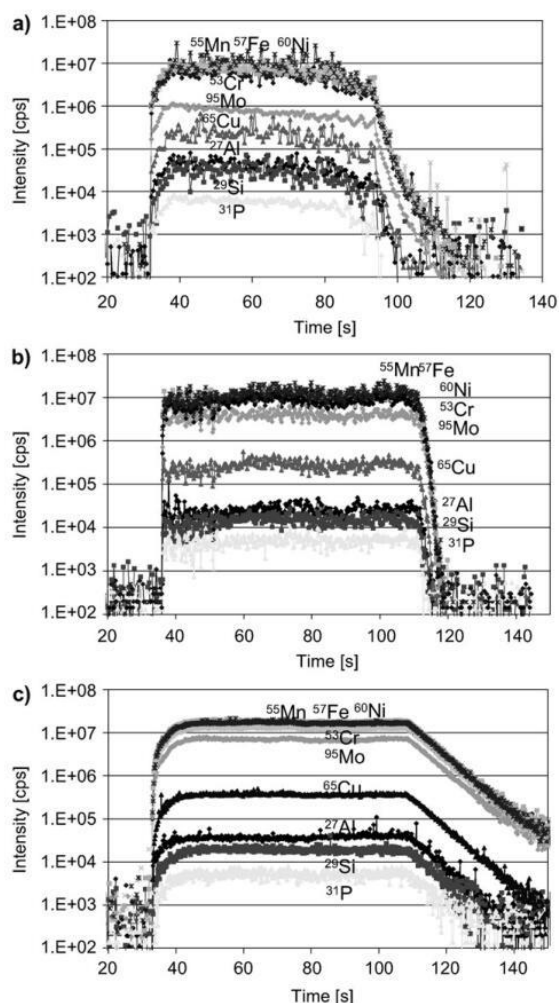 a)
⁵⁵Mn ⁵⁷Fe ⁶⁰Ni
⁵³Cr
⁹⁵Mo
⁶⁵Cu
²⁷Al
²⁹Si
³¹P
Intensity [cps]
1.E+08
1.E+07
1.E+06
1.E+05
1.E+04
1.E+03
1.E+02
20 40 60 80 100 120 140
Time [s]
b)
⁵⁵Mn⁵⁷Fe
⁶⁰Ni
⁵³Cr
⁹⁵Mo
⁶⁵Cu
²⁷Al
²⁹Si
³¹P
Intensity [cps]
1.E+08
1.E+07
1.E+06
1.E+05
1.E+04
1.E+03
1.E+02
20 40 60 80 100 120 140
Time [s]
c)
⁵⁵Mn ⁵⁷Fe ⁶⁰Ni
⁵³Cr
⁹⁵Mo
⁶⁵Cu
²⁷Al
²⁹Si
³¹P
Intensity [cps]
1.E+08
1.E+07
1.E+06
1.E+05
1.E+04
1.E+03
1.E+02
20 40 60 80 100 120 140
Time [s]